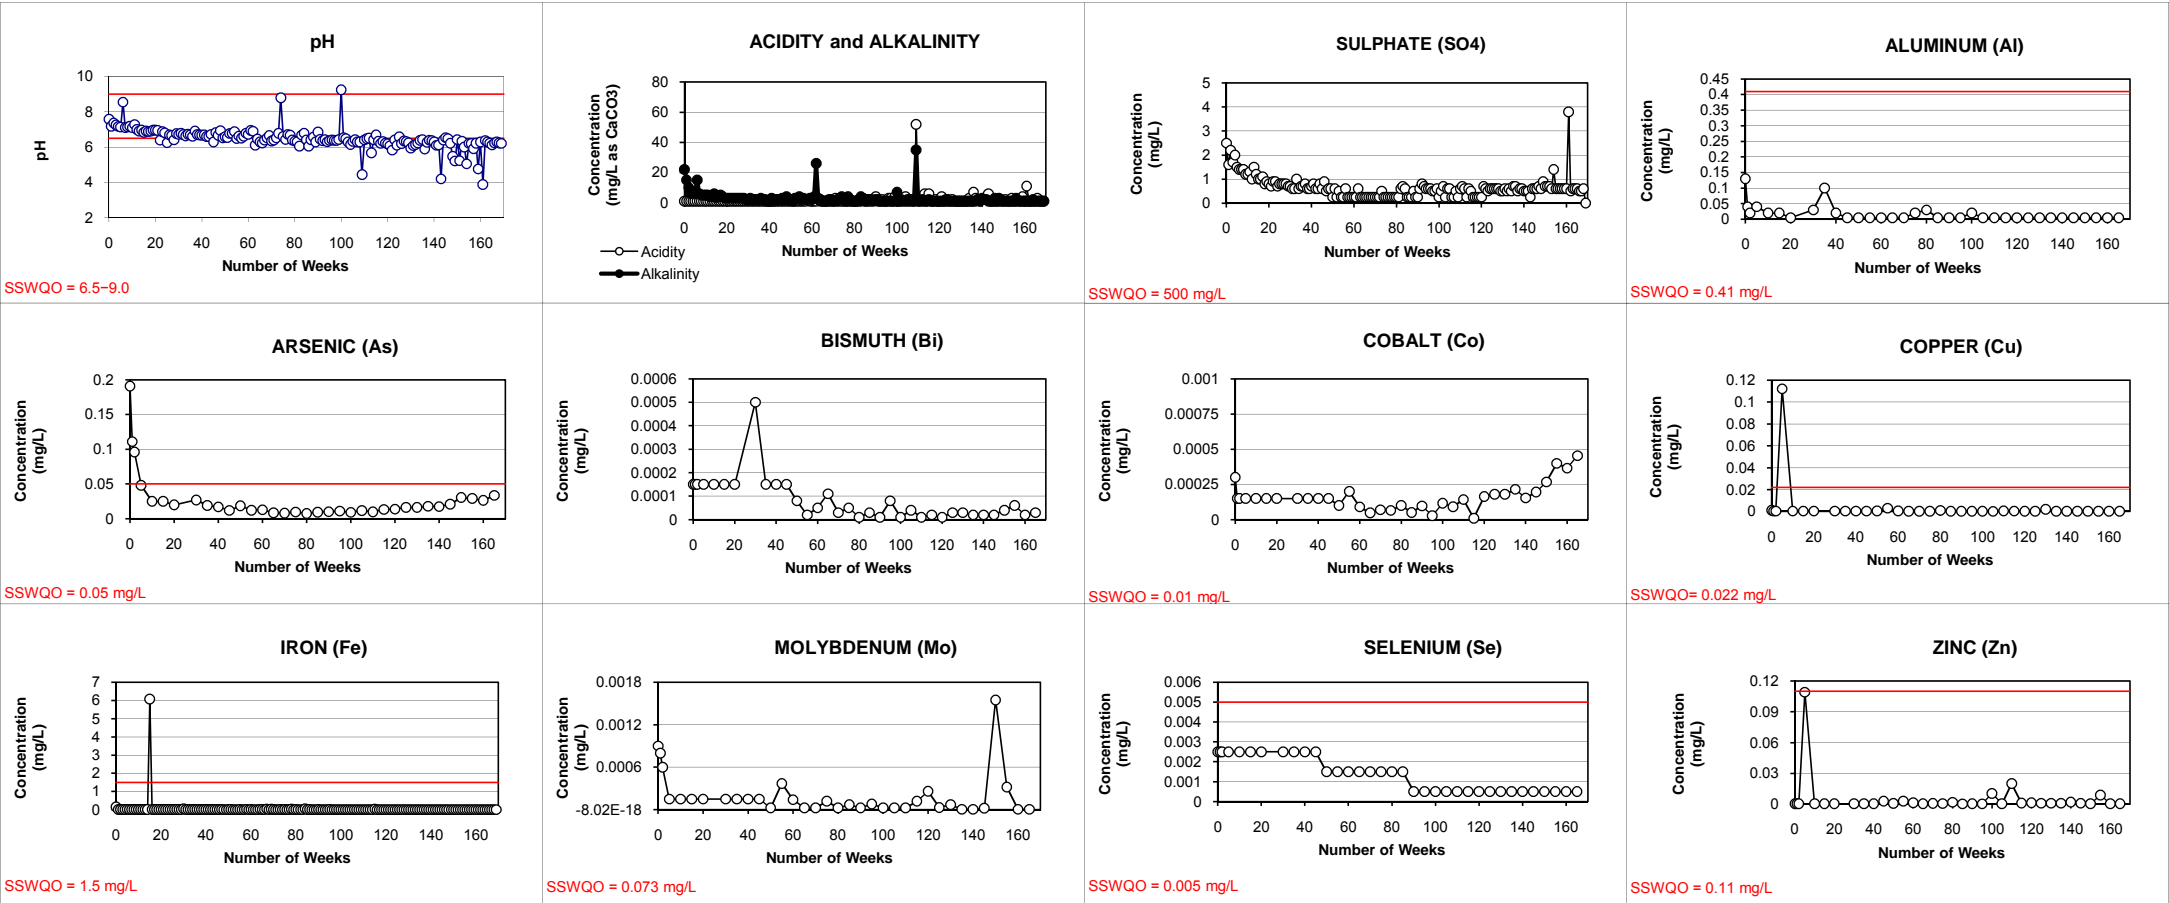 pH
10
8
6
4
2
0 20 40 60 80 100 120 140 160
pH
Number of Weeks
SSWQO = 6.5−9.0
ACIDITY and ALKALINITY
80
60
40
20
0
0 20 40 60 80 100 120 140 160
Concentration
(mg/L as CaCO3)
Number of Weeks
Acidity
Alkalinity
SULPHATE (SO4)
5
4
3
2
1
0
0 20 40 60 80 100 120 140 160
Concentration
(mg/L)
Number of Weeks
SSWQO = 500 mg/L
ALUMINUM (Al)
0.45
0.4
0.35
0.3
0.25
0.2
0.15
0.1
0.05
0
0 20 40 60 80 100 120 140 160
Concentration
(mg/L)
Number of Weeks
SSWQO = 0.41 mg/L
ARSENIC (As)
0.2
0.15
0.1
0.05
0
0 20 40 60 80 100 120 140 160
Concentration
(mg/L)
Number of Weeks
SSWQO = 0.05 mg/L
BISMUTH (Bi)
0.0006
0.0005
0.0004
0.0003
0.0002
0.0001
0
0 20 40 60 80 100 120 140 160
Concentration
(mg/L)
Number of Weeks
COBALT (Co)
0.001
0.00075
0.0005
0.00025
0
0 20 40 60 80 100 120 140 160
Concentration
(mg/L)
Number of Weeks
SSWQO = 0.01 mg/L
COPPER (Cu)
0.12
0.1
0.08
0.06
0.04
0.02
0
0 20 40 60 80 100 120 140 160
Concentration
(mg/L)
Number of Weeks
SSWQO= 0.022 mg/L
IRON (Fe)
7
6
5
4
3
2
1
0
0 20 40 60 80 100 120 140 160
Concentration
(mg/L)
Number of Weeks
SSWQO = 1.5 mg/L
MOLYBDENUM (Mo)
0.0018
0.0012
0.0006
-8.02E-18
0 20 40 60 80 100 120 140 160
Concentration
(mg/L)
Number of Weeks
SSWQO = 0.073 mg/L
SELENIUM (Se)
0.006
0.005
0.004
0.003
0.002
0.001
0
0 20 40 60 80 100 120 140 160
Concentration
(mg/L)
Number of Weeks
SSWQO = 0.005 mg/L
ZINC (Zn)
0.12
0.09
0.06
0.03
0
0 20 40 60 80 100 120 140 160
Concentration
(mg/L)
Number of Weeks
SSWQO = 0.11 mg/L